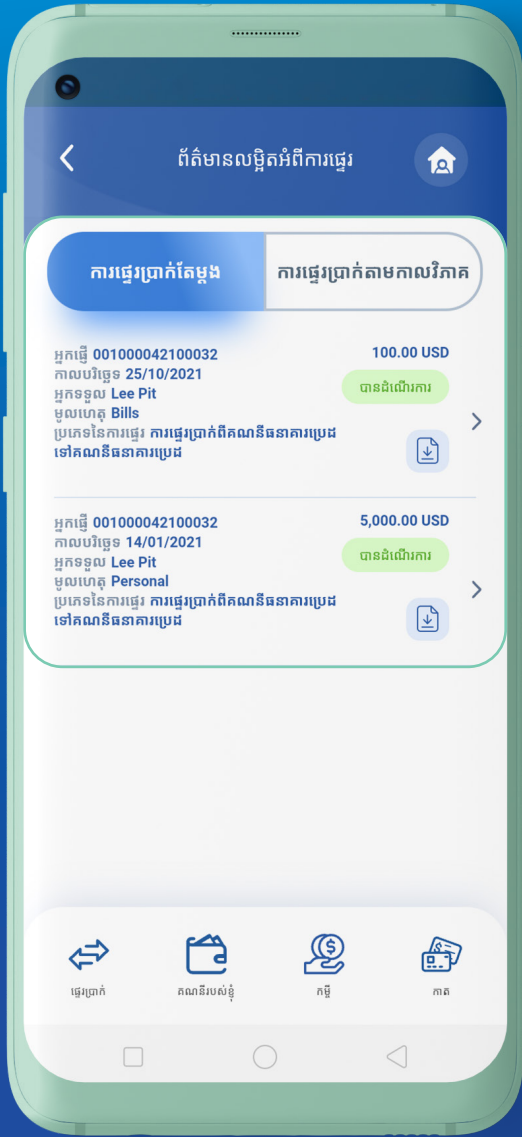 ព័ត៌មានលម្អិតអំពីការផ្ទេរ
ការផ្ទេរប្រាក់តែម្តង
ការផ្ទេរប្រាក់តាមកាលវិភាគ
អ្នកផ្ញើ 001000042100032
100.00 USD
កាលបរិច្ឆេទ 25/10/2021
បានដំណើរការ
អ្នកទទួល Lee Pit
មូលហេតុ Bills
ប្រភេទនៃការផ្ទេរ ការផ្ទេរប្រាក់ពីគណនីធនាគារប្រេដ
ទៅគណនីធនាគារប្រេដ
អ្នកផ្ញើ 001000042100032
5,000.00 USD
កាលបរិច្ឆេទ 14/01/2021
បានដំណើរការ
អ្នកទទួល Lee Pit
មូលហេតុ Personal
ប្រភេទនៃការផ្ទេរ ការផ្ទេរប្រាក់ពីគណនីធនាគារប្រេដ
ទៅគណនីធនាគារប្រេដ
ផ្ទេរប្រាក់
គណនីរបស់ខ្ញុំ
កម្ចី
កាត